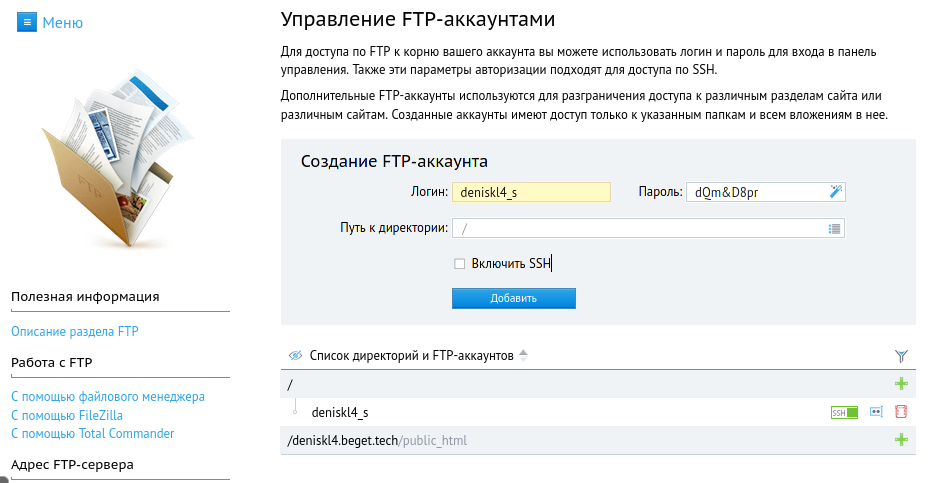 Меню
FTP
Полезная информация
Описание раздела FTP
Работа с FTP
С помощью файлового менеджера
С помощью FileZilla
С помощью Total Commander
Адрес FTP-сервера
Управление FTP-аккаунтами
Для доступа по FTP к корню вашего аккаунта вы можете использовать логин и пароль для входа в панель
управления. Также эти параметры авторизации подходят для доступа по SSH.
Дополнительные FTP-аккаунты используются для разграничения доступа к различным разделам сайта или
различным сайтам. Созданные аккаунты имеют доступ только к указанным папкам и всем вложениям в нее.
Создание FTP-аккаунта
Логин: deniskl4_s Пароль: dQm&D8pr
Путь к директории: /
Включить SSH
Добавить
Список директорий и FTP-аккаунтов
/
deniskl4_s SSH
/deniskl4.beget.tech/public_html